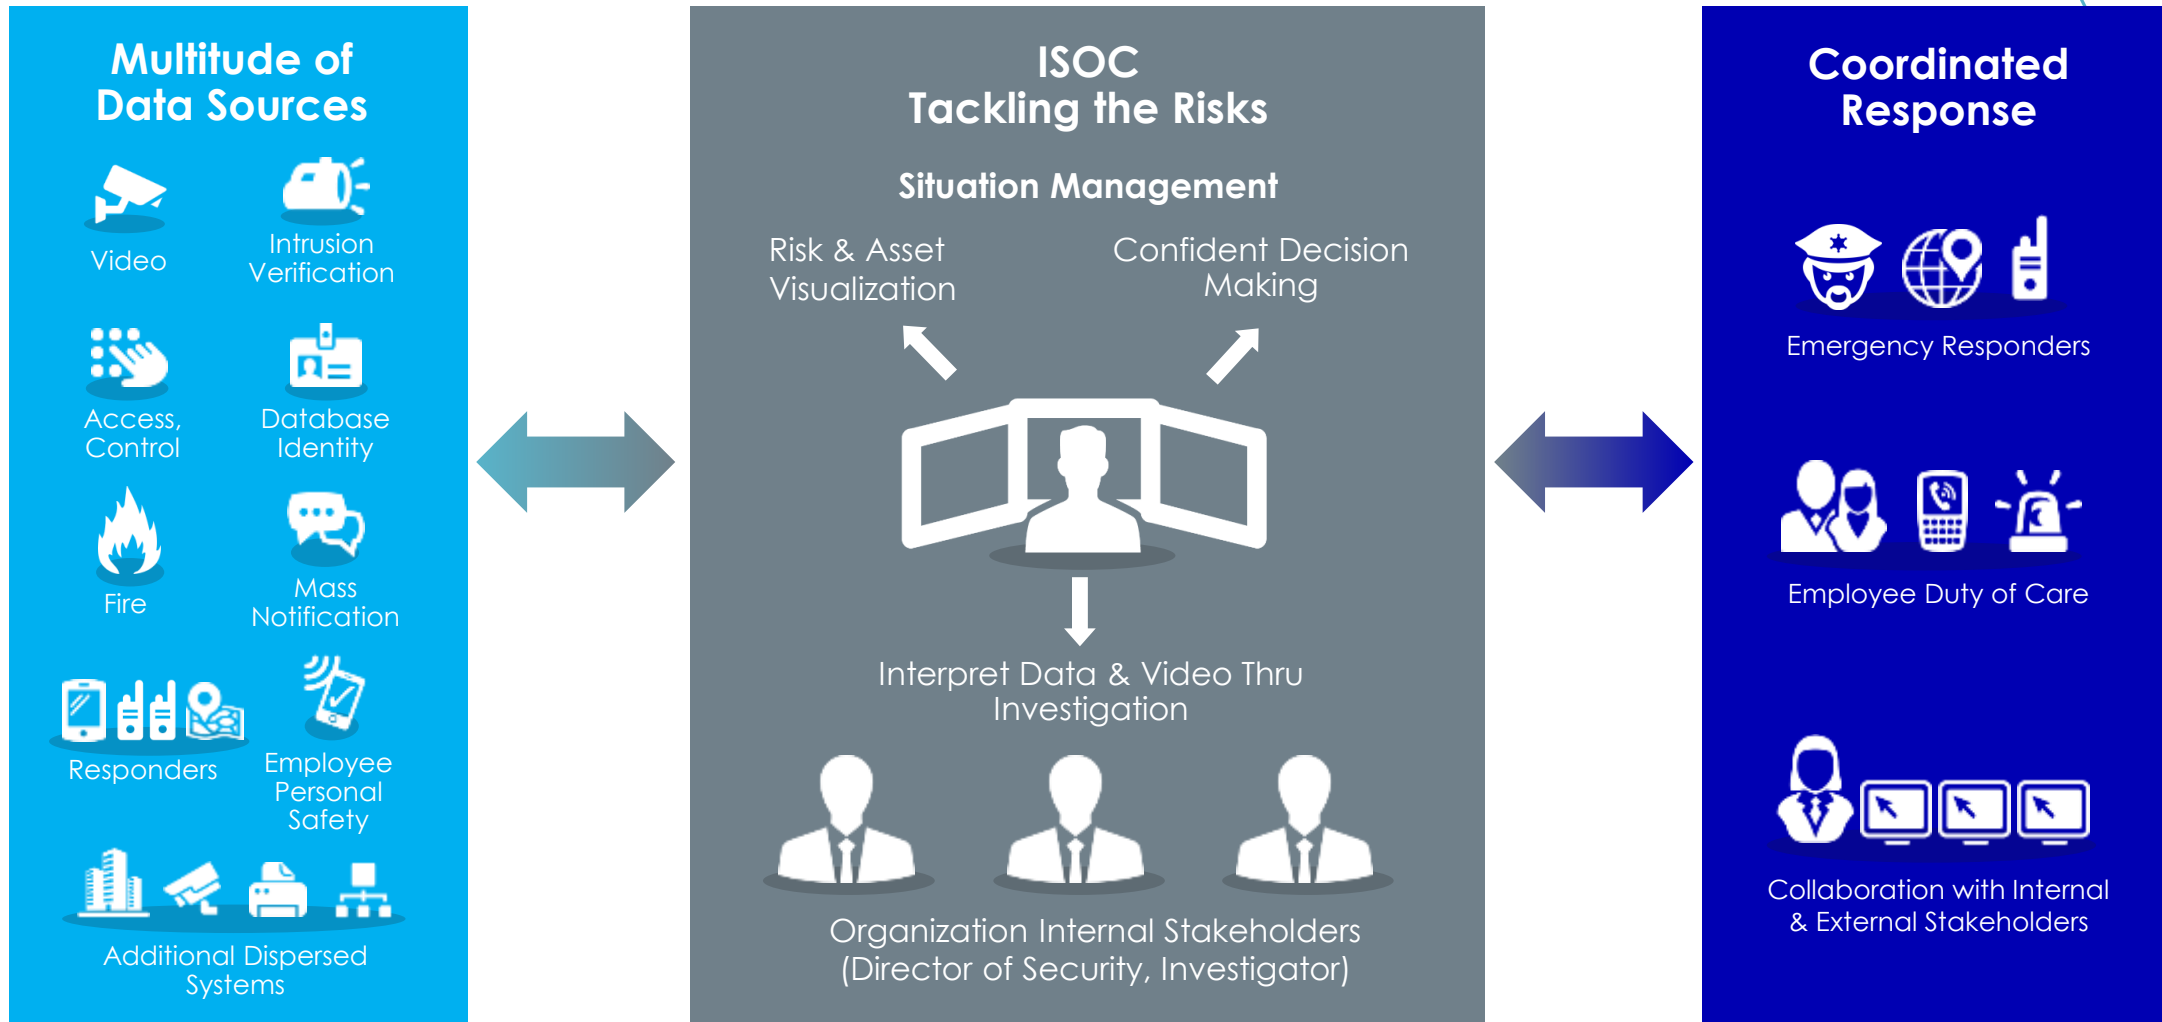 Multitude of
Data Sources
Video
Intrusion
Verification
Access,
Control
Database
Identity
Fire
Mass
Notification
Responders
Employee
Personal
Safety
Additional Dispersed
Systems
ISOC
Tackling the Risks
Situation Management
Risk & Asset
Visualization
Confident Decision
Making
Interpret Data & Video Thru
Investigation
Organization Internal Stakeholders
(Director of Security, Investigator)
Coordinated
Response
Emergency Responders
Employee Duty of Care
Collaboration with Internal
& External Stakeholders